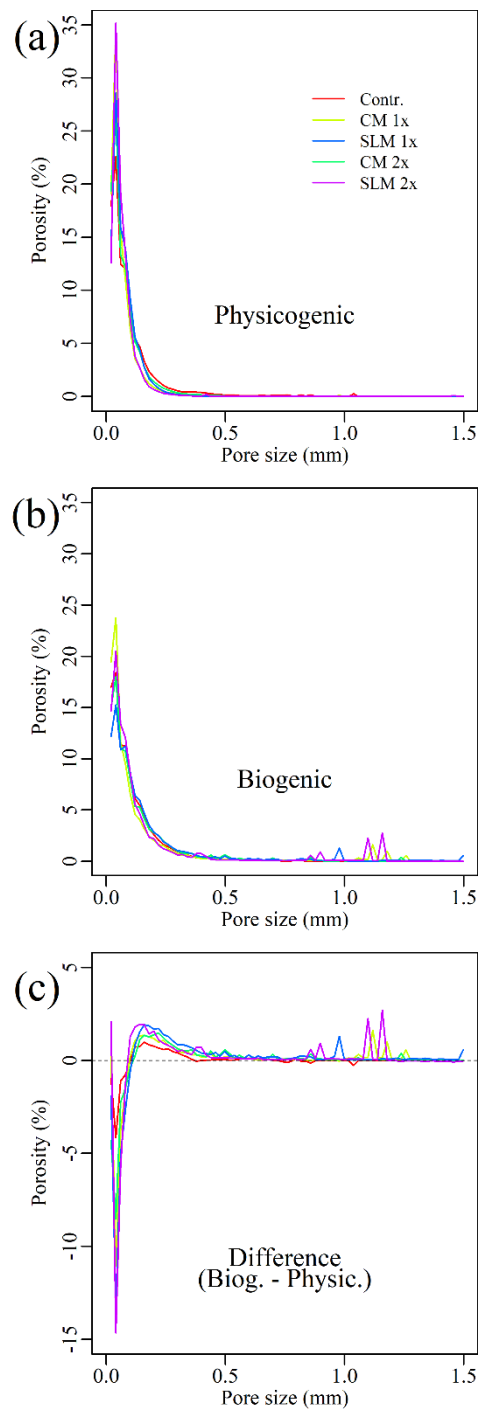 (a)
35
30
25
20
15
10
5
0
Porosity (%)
Contr.
CM 1x
SLM 1x
CM 2x
SLM 2x
Physicogenic
0.0 0.5 1.0 1.5
Pore size (mm)
(b)
35
30
25
20
15
10
5
0
Porosity (%)
Biogenic
0.0 0.5 1.0 1.5
Pore size (mm)
(c)
5
0
-5
-10
-15
Porosity (%)
Difference
(Biog. - Physic.)
0.0 0.5 1.0 1.5
Pore size (mm)